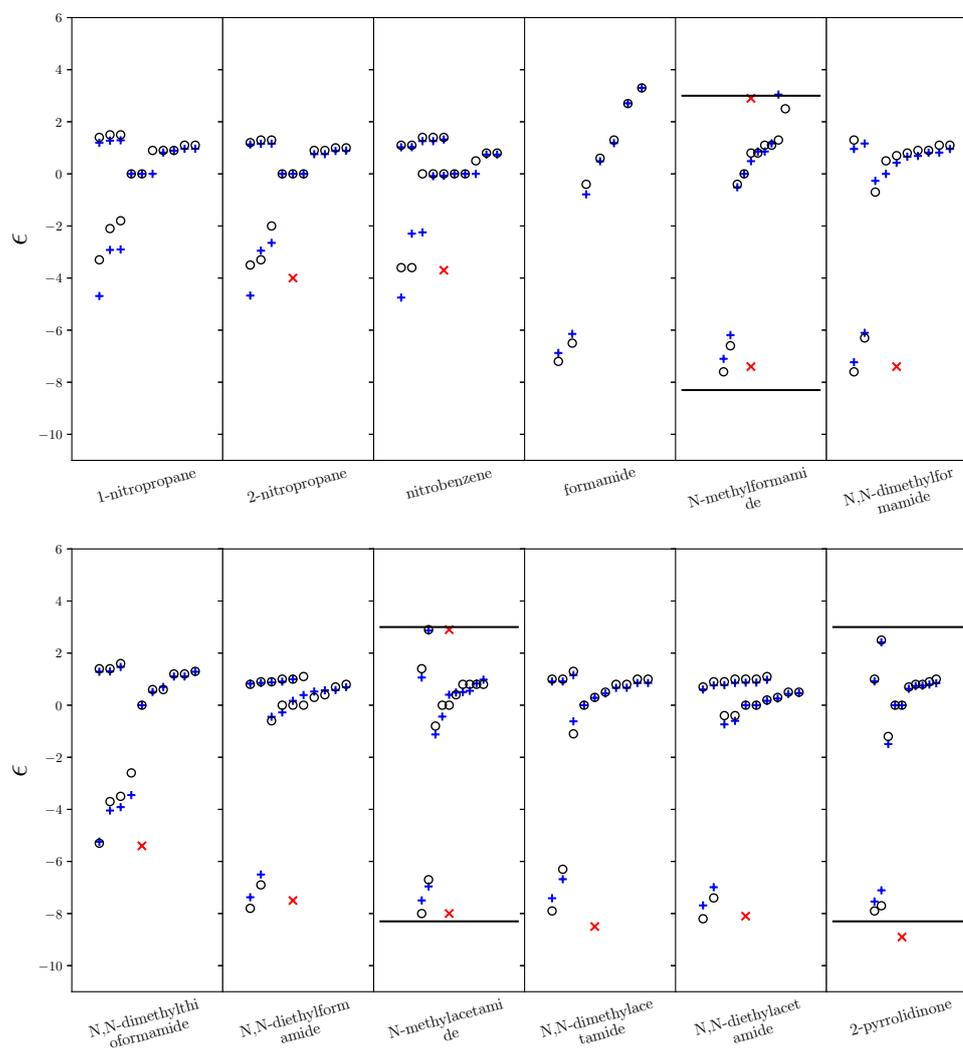 6
4
2
0
−2
−4
−6
−8
−10
ϵ
1-nitropropane
2-nitropropane
nitrobenzene
formamide
N-methylformami
de
N,N-dimethylfor
mamide
6
4
2
0
−2
−4
−6
−8
−10
ϵ
N,N-dimethylthi
oformamide
N,N-diethylform
amide
N-methylacetami
de
N,N-dimethylace
tamide
N,N-diethylacet
amide
2-pyrrolidinone